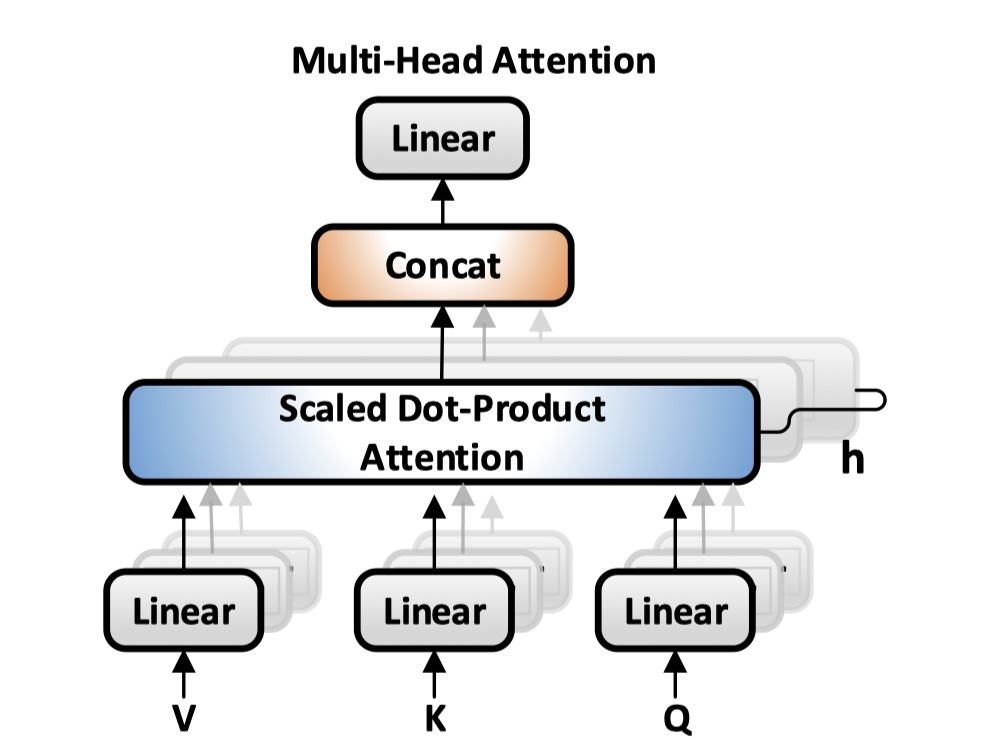 Multi-Head Attention
Linear
Concat
Scaled Dot-Product
Attention
h
Linear
Linear
Linear
V
K
Q